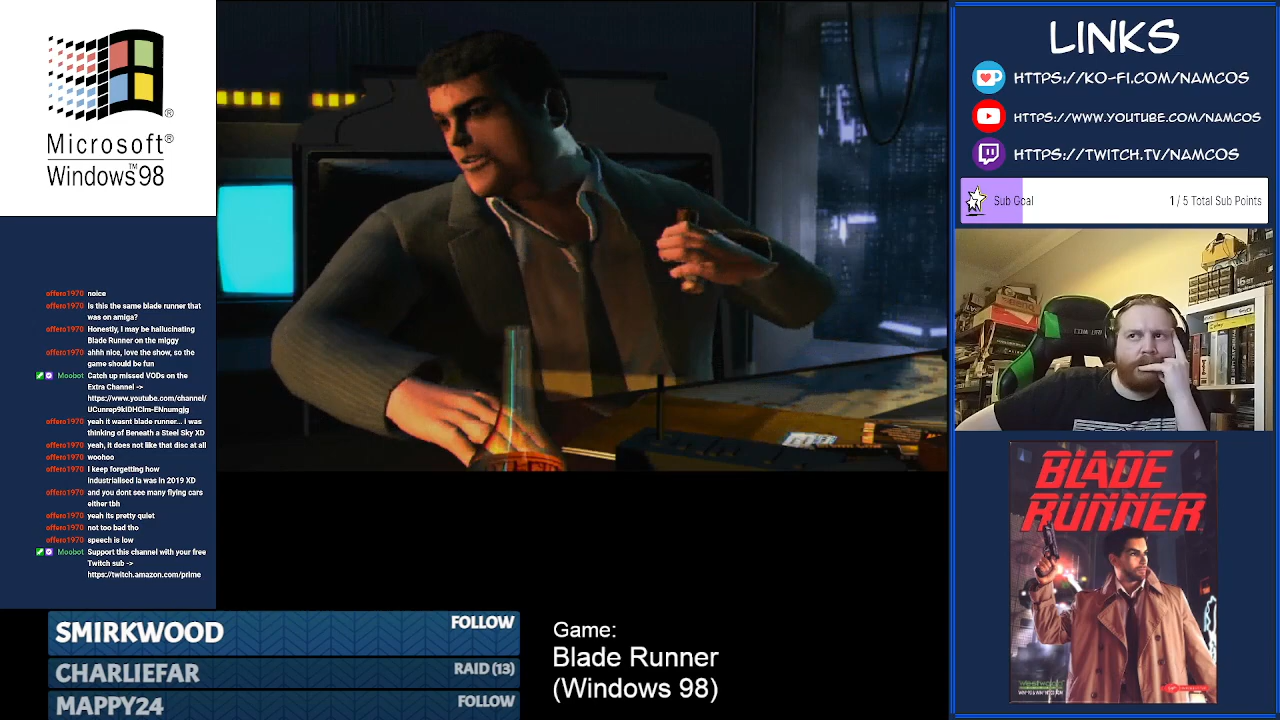 Microsoft®
Windows™98
offero1970 noice
offero1970 Is this the same blade runner that
was on amiga?
offero1970 Honestly, I may be hallucinating
Blade Runner on the miggy
offero1970 ahhh nice, love the show, so the
game should be fun
Moobot Catch up missed VODs on the
Extra Channel ->
https://www.youtube.com/channel/
offero1970 yeah it wasnt blade runner... I was
thinking of Beneath a Steel Sky XD
offero1970 yeah, it does not like that disc at all
offero1970 woohoo
offero1970 I keep forgetting how
industrialised la was in 2019 XD
offero1970 and you dont see many flying cars
either tbh
offero1970 yeah its pretty quiet
offero1970 not too bad tho
offero1970 speech is low
Moobot Support this channel with your free
Twitch sub ->
https://twitch.amazon.com/prime
SMIRKWOOD FOLLOW
CHARLIEFAR RAID (13)
MAPPY24 FOLLOW
Game:
Blade Runner
(Windows 98)
LINKS
HTTPS://KO-FI.COM/NAMCOS
HTTPS://WWW.YOUTUBE.COM/NAMCOS
HTTPS://TWITCH.TV/NAMCOS
Sub Goal 1 / 5 Total Sub Points
BLADE
RUNNER
Westwood